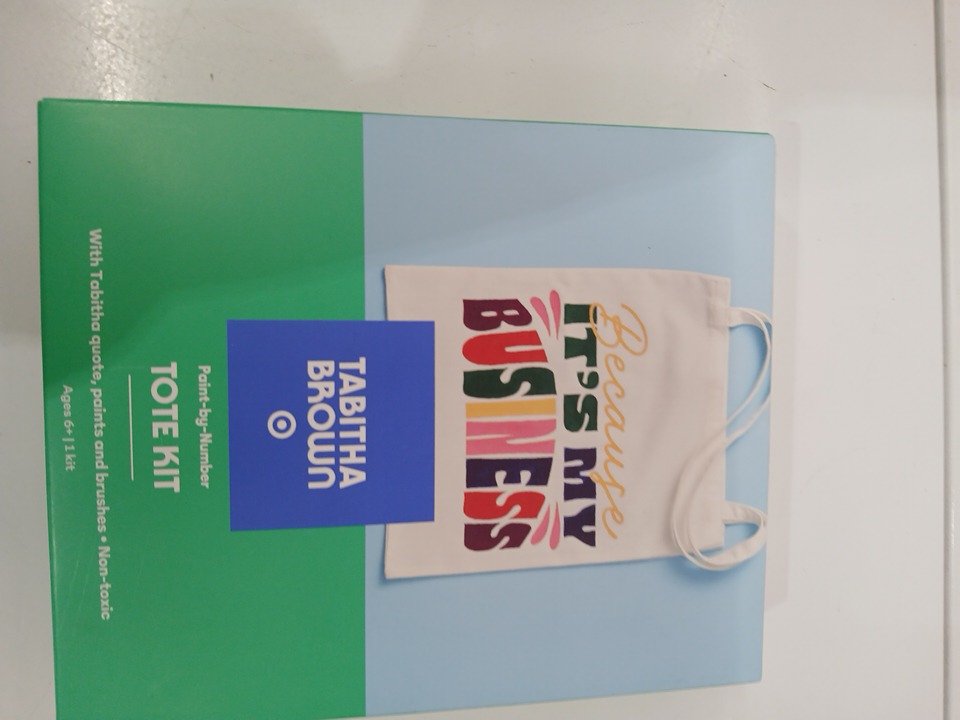 Because
IT'S MY
BUSINESS
TABITHA
BROWN
Paint-by-Number
TOTE KIT
With Tabitha quote, paints and brushes • Non-toxic
Ages 6+ | 1 kit